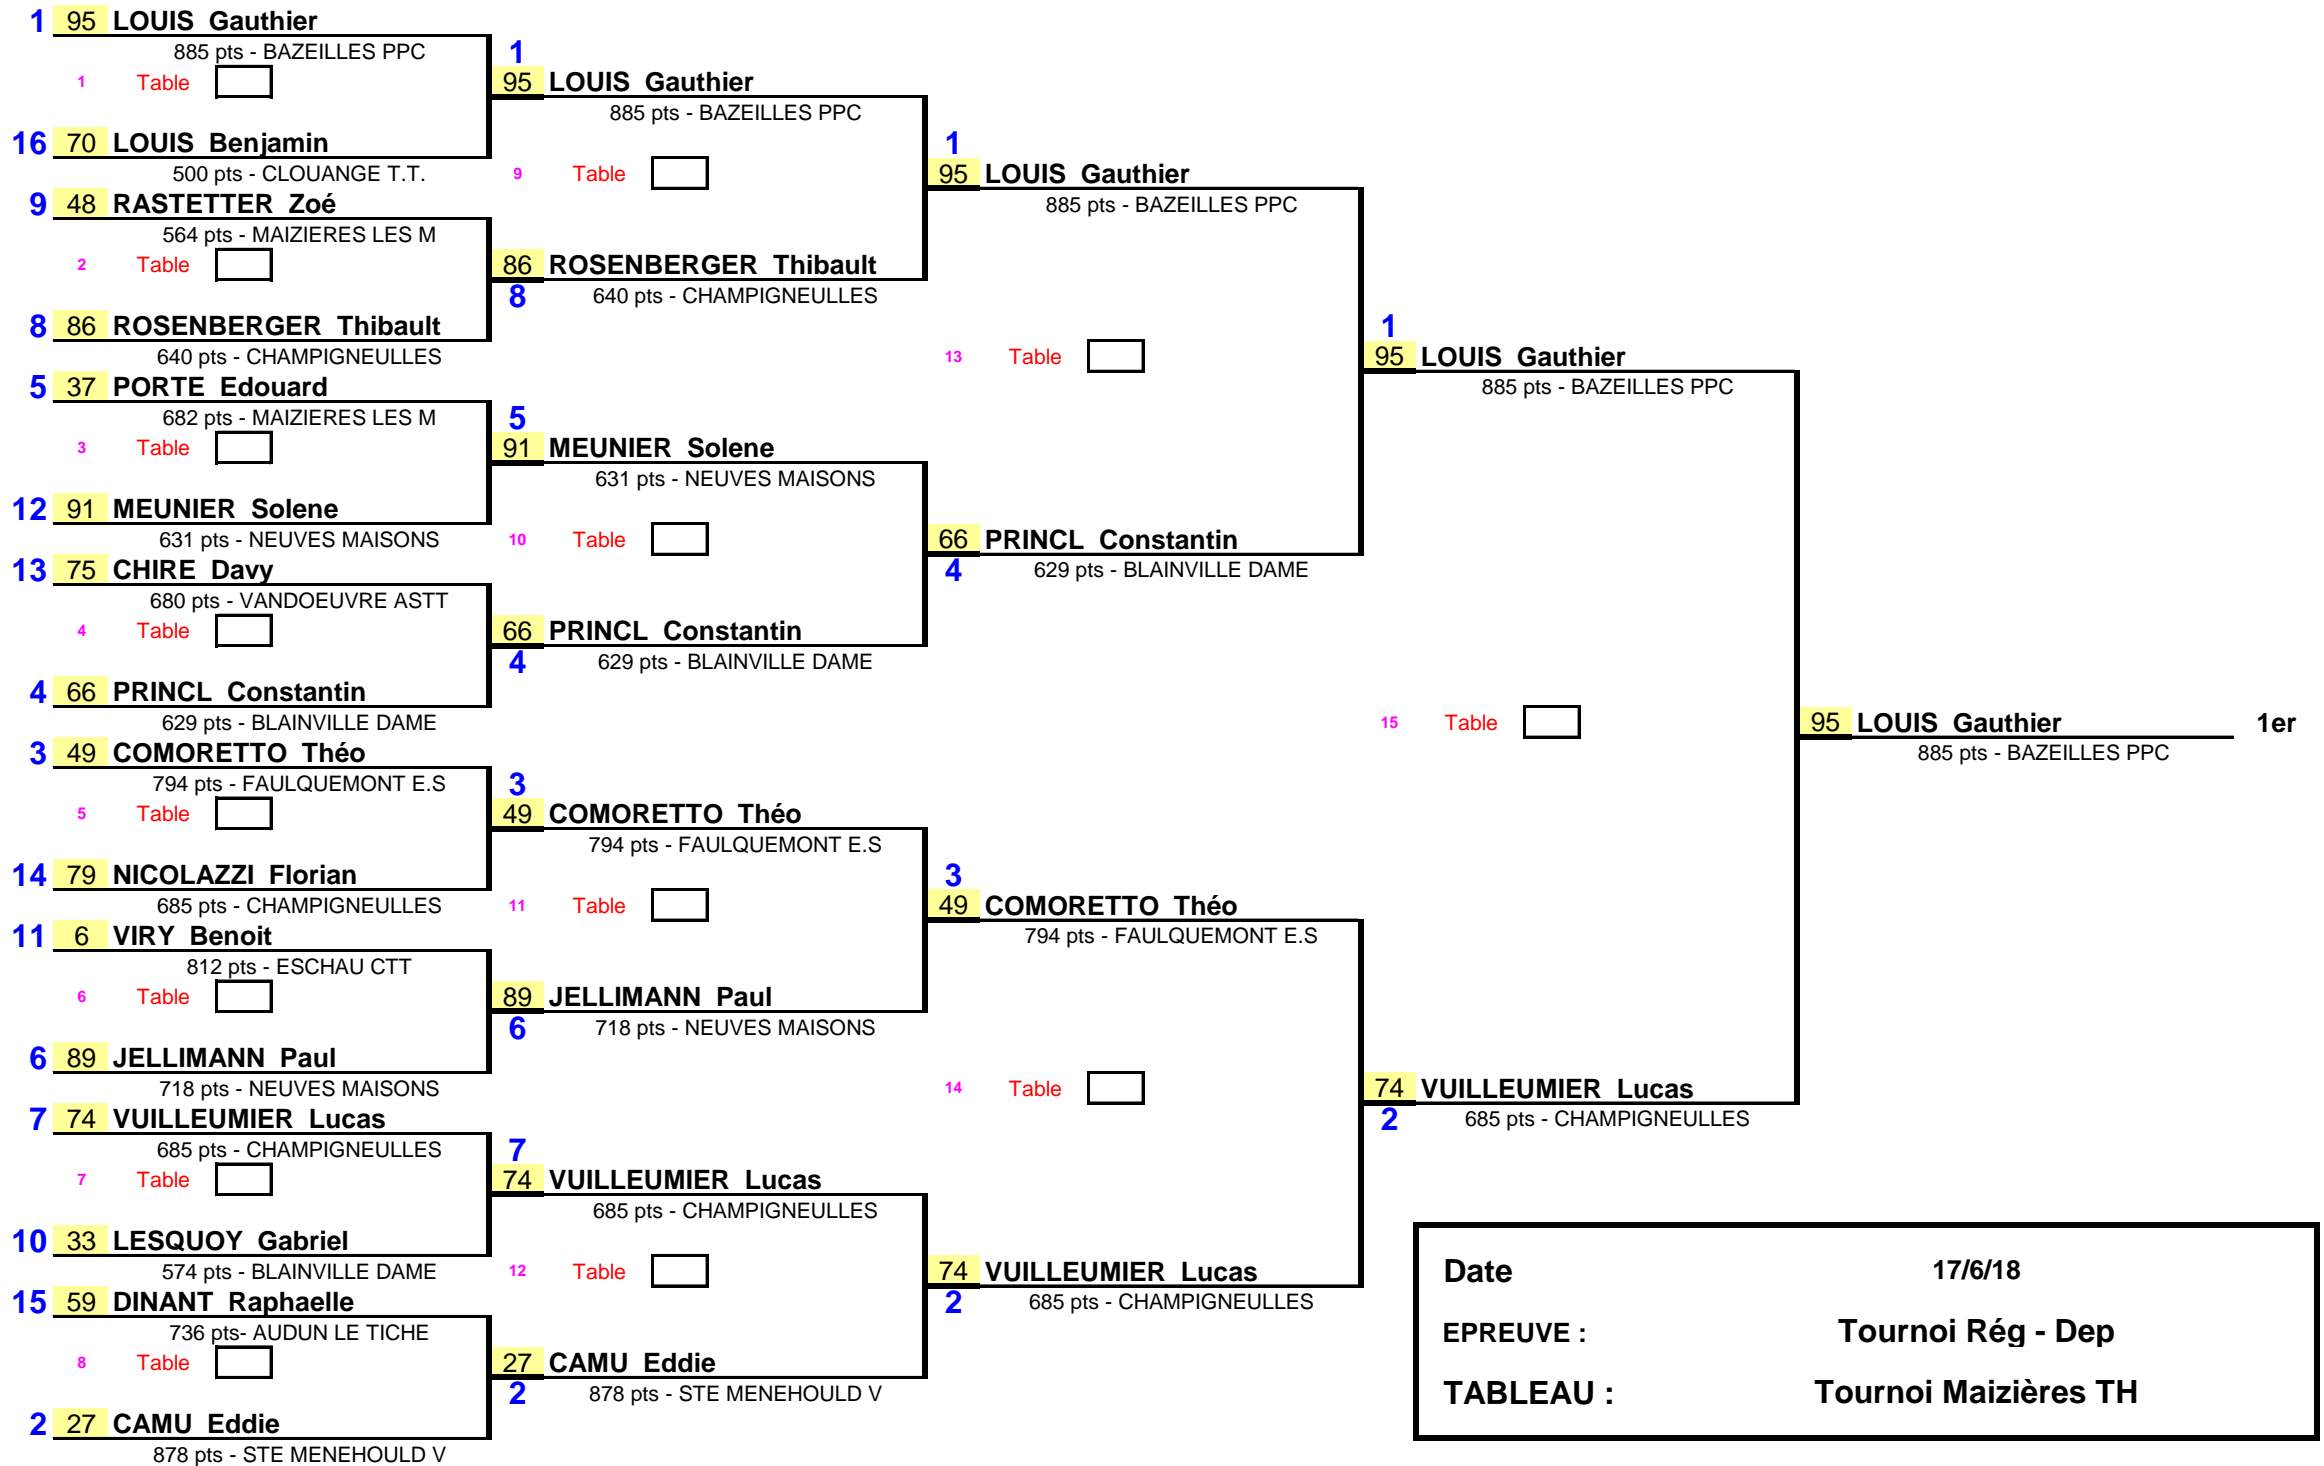 1 95 LOUIS Gauthier
885 pts - BAZEILLES PPC
1 Table
16 70 LOUIS Benjamin
500 pts - CLOUANGE T.T.
9 48 RASTETTER Zoé
564 pts - MAIZIERES LES M
2 Table
8 86 ROSENBERGER Thibault
640 pts - CHAMPIGNEULLES
5 37 PORTE Edouard
682 pts - MAIZIERES LES M
3 Table
12 91 MEUNIER Solene
631 pts - NEUVES MAISONS
13 75 CHIRE Davy
680 pts - VANDOEUVRE ASTT
4 Table
4 66 PRINCL Constantin
629 pts - BLAINVILLE DAME
3 49 COMORETTO Théo
794 pts - FAULQUEMONT E.S
5 Table
14 79 NICOLAZZI Florian
685 pts - CHAMPIGNEULLES
11 6 VIRY Benoit
812 pts - ESCHAU CTT
6 Table
6 89 JELLIMANN Paul
718 pts - NEUVES MAISONS
7 74 VUILLEUMIER Lucas
685 pts - CHAMPIGNEULLES
7 Table
10 33 LESQUOY Gabriel
574 pts - BLAINVILLE DAME
15 59 DINANT Raphaelle
736 pts- AUDUN LE TICHE
8 Table
2 27 CAMU Eddie
878 pts - STE MENEHOULD V
1
95 LOUIS Gauthier
885 pts - BAZEILLES PPC
9 Table
86 ROSENBERGER Thibault
8 640 pts - CHAMPIGNEULLES
5
91 MEUNIER Solene
631 pts - NEUVES MAISONS
10 Table
66 PRINCL Constantin
4 629 pts - BLAINVILLE DAME
3
49 COMORETTO Théo
794 pts - FAULQUEMONT E.S
11 Table
89 JELLIMANN Paul
6 718 pts - NEUVES MAISONS
7
74 VUILLEUMIER Lucas
685 pts - CHAMPIGNEULLES
12 Table
27 CAMU Eddie
2 878 pts - STE MENEHOULD V
1
95 LOUIS Gauthier
885 pts - BAZEILLES PPC
13 Table
66 PRINCL Constantin
4 629 pts - BLAINVILLE DAME
3
49 COMORETTO Théo
794 pts - FAULQUEMONT E.S
14 Table
74 VUILLEUMIER Lucas
2 685 pts - CHAMPIGNEULLES
1
95 LOUIS Gauthier
885 pts - BAZEILLES PPC
15 Table
74 VUILLEUMIER Lucas
2 685 pts - CHAMPIGNEULLES
95 LOUIS Gauthier 1er
885 pts - BAZEILLES PPC
Date 17/6/18
EPREUVE : Tournoi Rég - Dep
TABLEAU : Tournoi Maizières TH